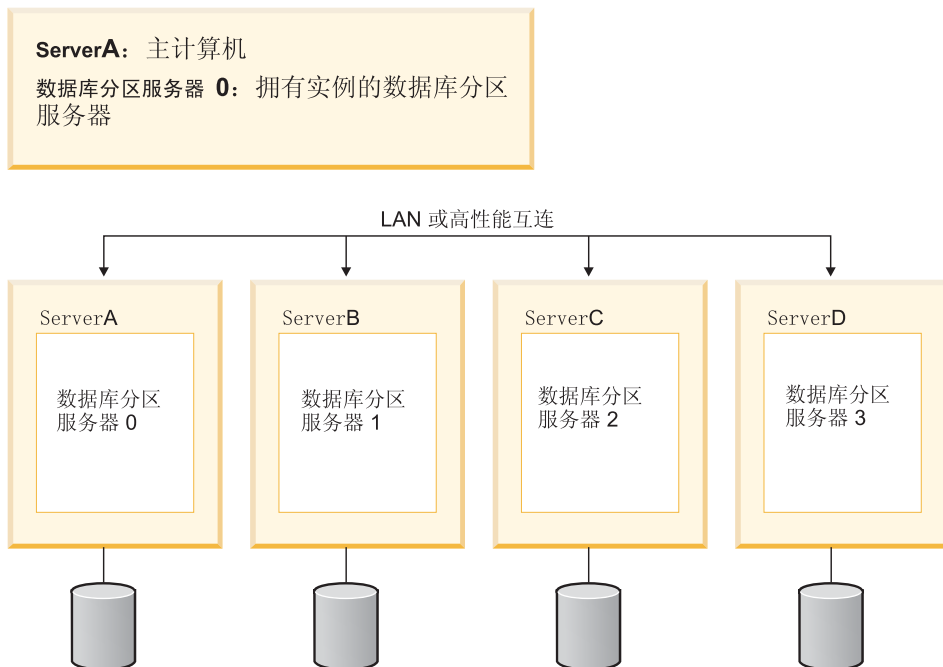 ServerA：主计算机
数据库分区服务器 0：拥有实例的数据库分区
服务器
LAN 或高性能互连
ServerA
数据库分区
服务器 0
ServerB
数据库分区
服务器 1
ServerC
数据库分区
服务器 2
ServerD
数据库分区
服务器 3